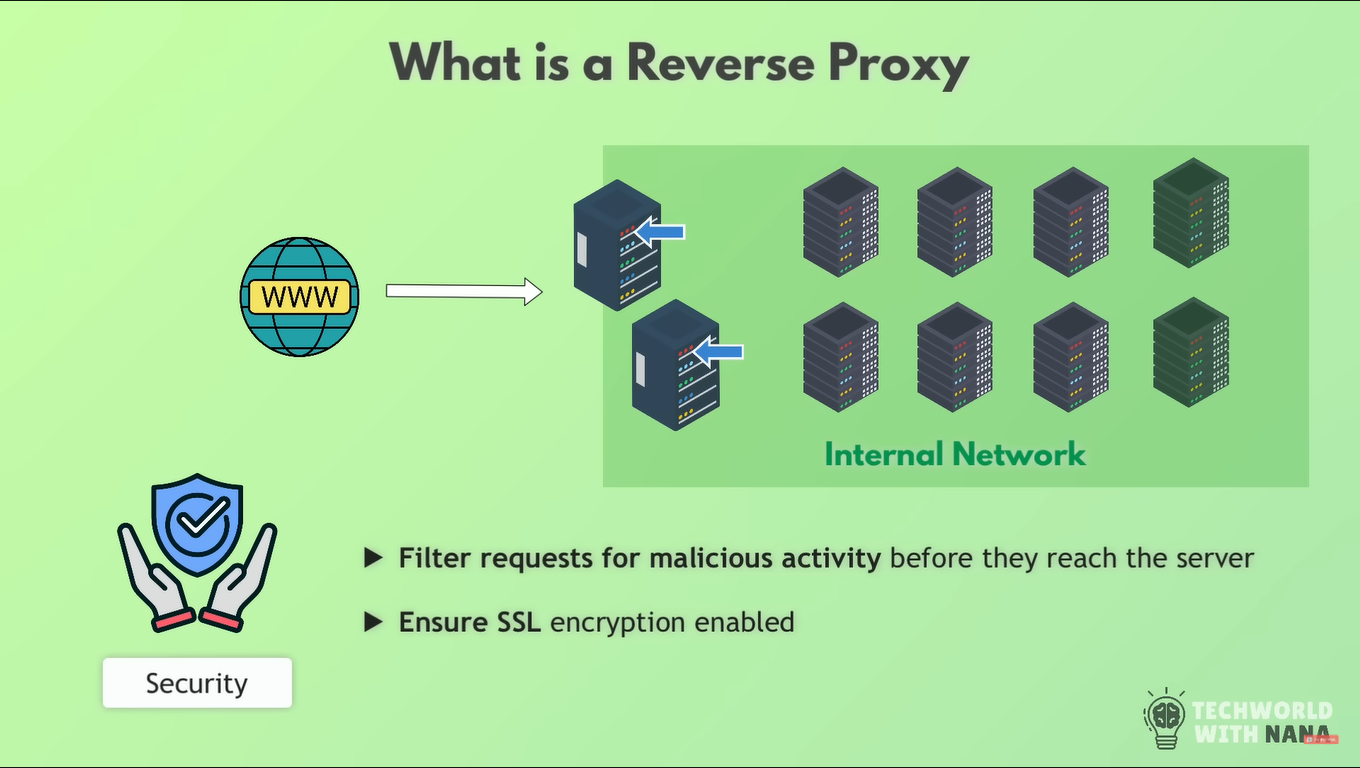 What is a Reverse Proxy
WWW
Internal Network
Filter requests for malicious activity before they reach the server
Ensure SSL encryption enabled
Security
TECHWORLD
WITH NANA